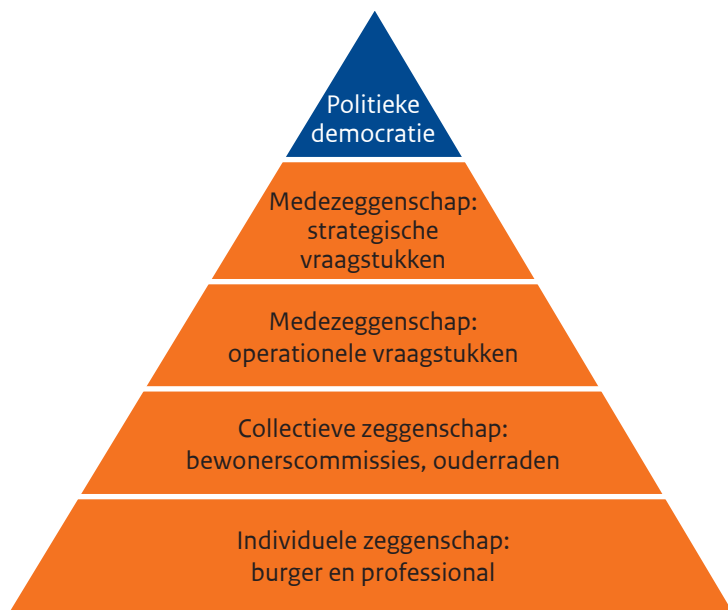 Politieke
democratie
Medezeggenschap:
strategische
vraagstukken
Medezeggenschap:
operationele vraagstukken
Collectieve zeggenschap:
bewonerscommissies, ouderraden
Individuele zeggenschap:
burger en professional